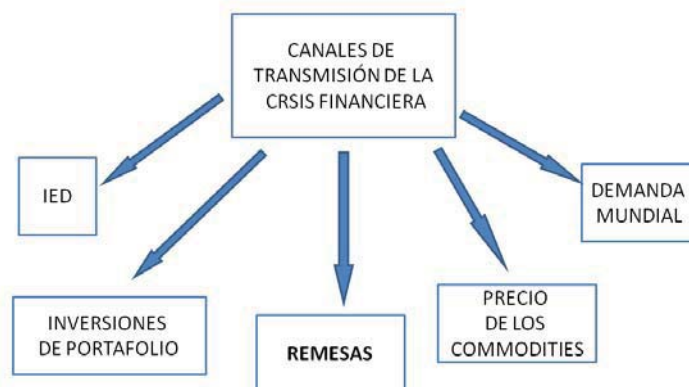 CANALES DE
TRANSMISIÓN DE LA
CRSIS FINANCIERA
IED
DEMANDA
MUNDIAL
INVERSIONES
DE PORTAFOLIO
REMESAS
PRECIO
DE LOS
COMMODITIES